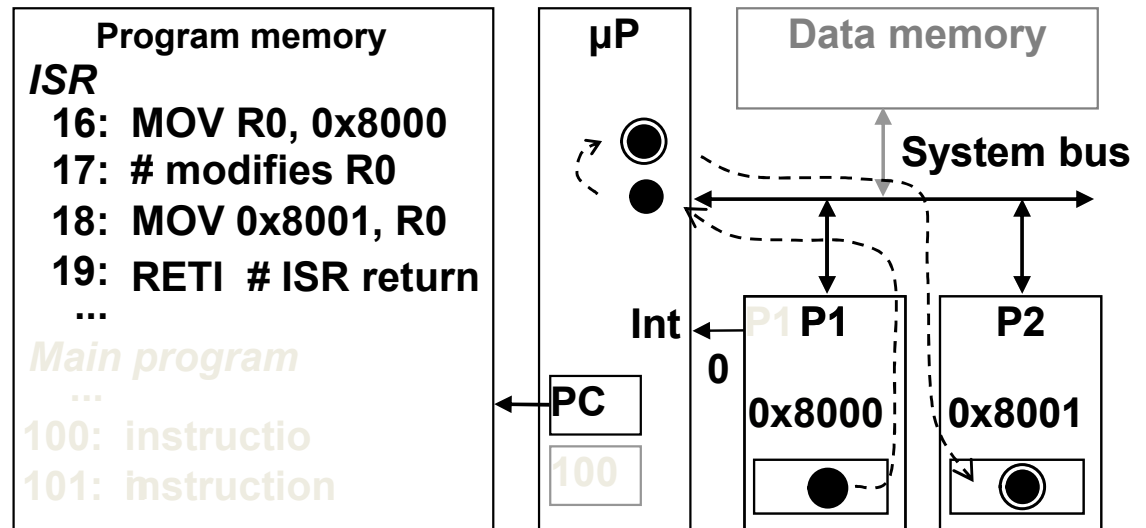 Program memory
ISR
16: MOV R0, 0x8000
17: # modifies R0
18: MOV 0x8001, R0
19: RETI # ISR return
...
Main program
...
100: instructio
101: instruction
µP
Int
PC
100
Data memory
System bus
0
P1 P1
0x8000
P2
0x8001